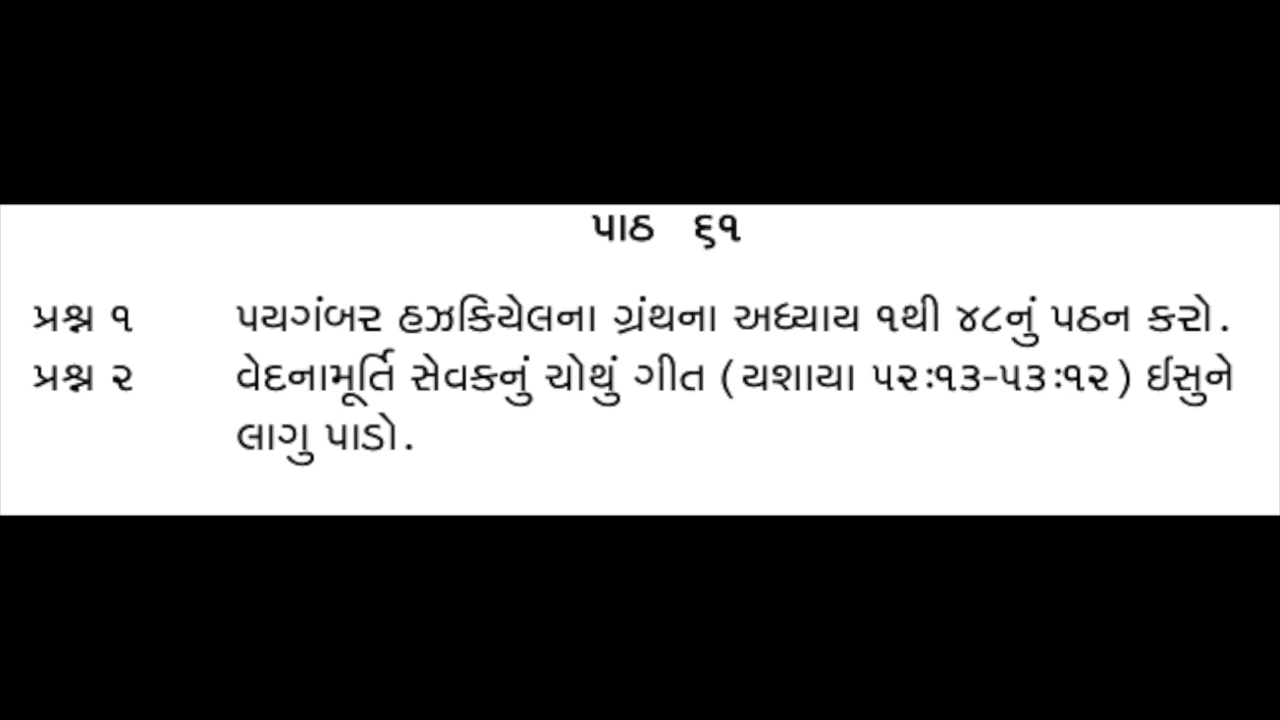 પાઠ ૬૧
પ્રશ્ન ૧ પયગંબર હઝકિયેલના ગ્રંથના અધ્યાય ૧થી ૪૮નું પઠન કરો.
પ્રશ્ન ૨ વેદનામૂર્તિ સેવકનું ચોથું ગીત (યશાયા ૫૨:૧૩-૫૩:૧૨) ઈસુને
લાગુ પાડો.